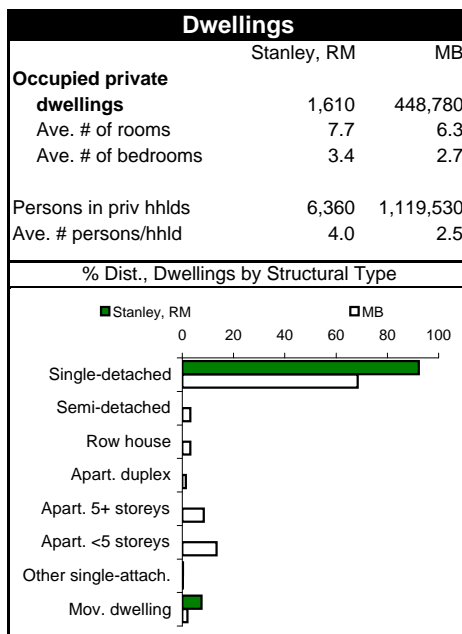 Dwellings
Stanley, RM MB
Occupied private
dwellings 1,610 448,780
Ave. # of rooms 7.7 6.3
Ave. # of bedrooms 3.4 2.7
Persons in priv hhlds 6,360 1,119,530
Ave. # persons/hhld 4.0 2.5
% Dist., Dwellings by Structural Type
Stanley, RM MB
0 20 40 60 80 100
Single-detached
Semi-detached
Row house
Apart. duplex
Apart. 5+ storeys
Apart. <5 storeys
Other single-attach.
Mov. dwelling